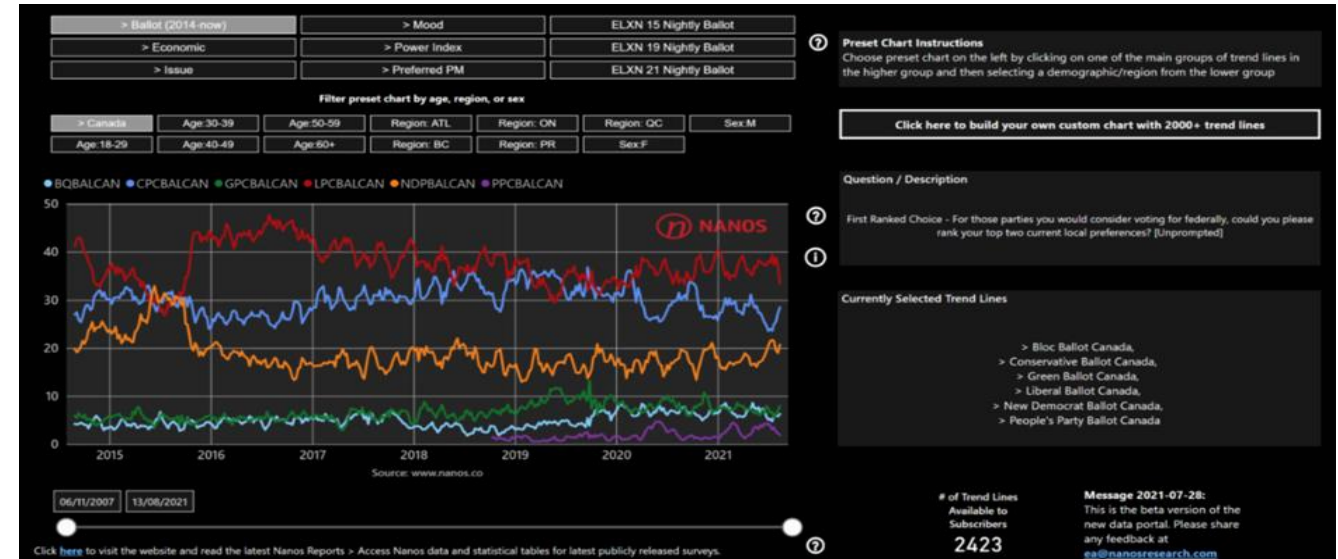 > Ballot (2014-now)
> Mood
ELXN 15 Nightly Ballot
> Economic
> Power Index
ELXN 19 Nightly Ballot
> Issue
> Preferred PM
ELXN 21 Nightly Ballot
Filter preset chart by age, region, or sex
> Canada
Age:30-39
Age:50-59
Region: ATL
Region: ON
Region: QC
Sex:M
Age:18-29
Age:40-49
Age:60+
Region: BC
Region: PR
Sex:F
BQBALCAN CPCBALCAN GPCBALCAN LPCBALCAN NDPBALCAN PPCBALCAN
NANOS
50
40
30
20
10
0
2015 2016 2017 2018 2019 2020 2021
Source: www.nanos.co
06/11/2007
13/08/2021
Click here to visit the website and read the latest Nanos Reports > Access Nanos data and statistical tables for latest publicly released surveys.
?
Preset Chart Instructions
Choose preset chart on the left by clicking on one of the main groups of trend lines in
the higher group and then selecting a demographic/region from the lower group
Click here to build your own custom chart with 2000+ trend lines
Question / Description
?
First Ranked Choice - For those parties you would consider voting for federally, could you please
rank your top two current local preferences? [Unprompted]
i
Currently Selected Trend Lines
> Bloc Ballot Canada,
> Conservative Ballot Canada,
> Green Ballot Canada,
> Liberal Ballot Canada,
> New Democrat Ballot Canada,
> People's Party Ballot Canada
# of Trend Lines
Available to
Subscribers
2423
Message 2021-07-28:
This is the beta version of the
new data portal. Please share
any feedback at
ea@nanosresearch.com
?